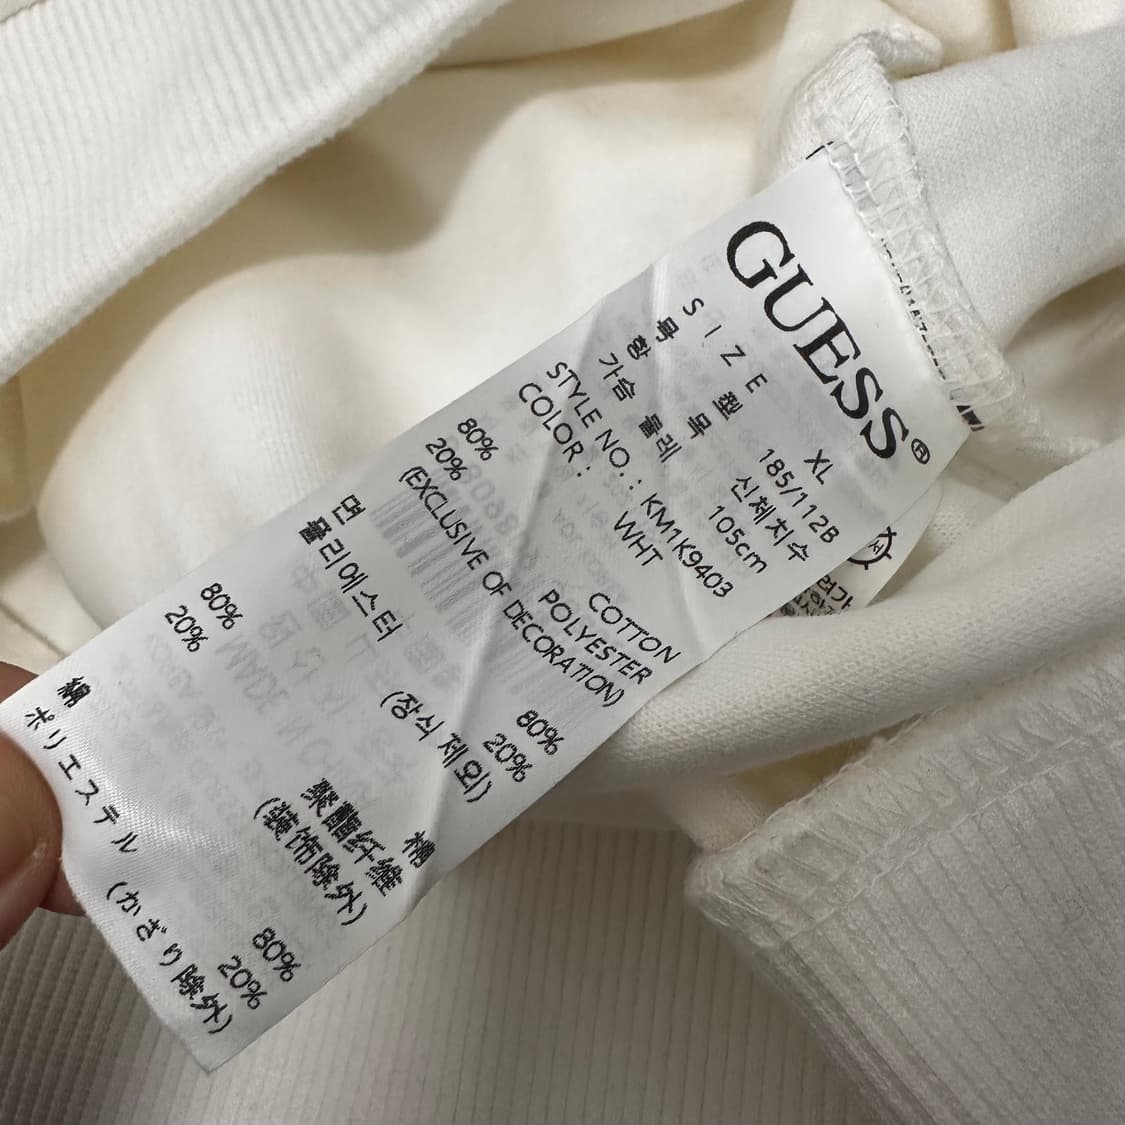 GUESS®
SIZE XL
型 185/112B
목 항 목 신체치수
가슴 둘레 105cm
STYLE NO.: KM1K9403
COLOR: WHT
80% COTTON
20% POLYESTER
(EXCLUSIVE OF DECORATION)
면 80%
폴리에스터 20%
(장식 제외)
80% 棉
20% 聚酯纤维
(装饰除外)
綿 80%
ポリエステル 20%
(かざり除外)